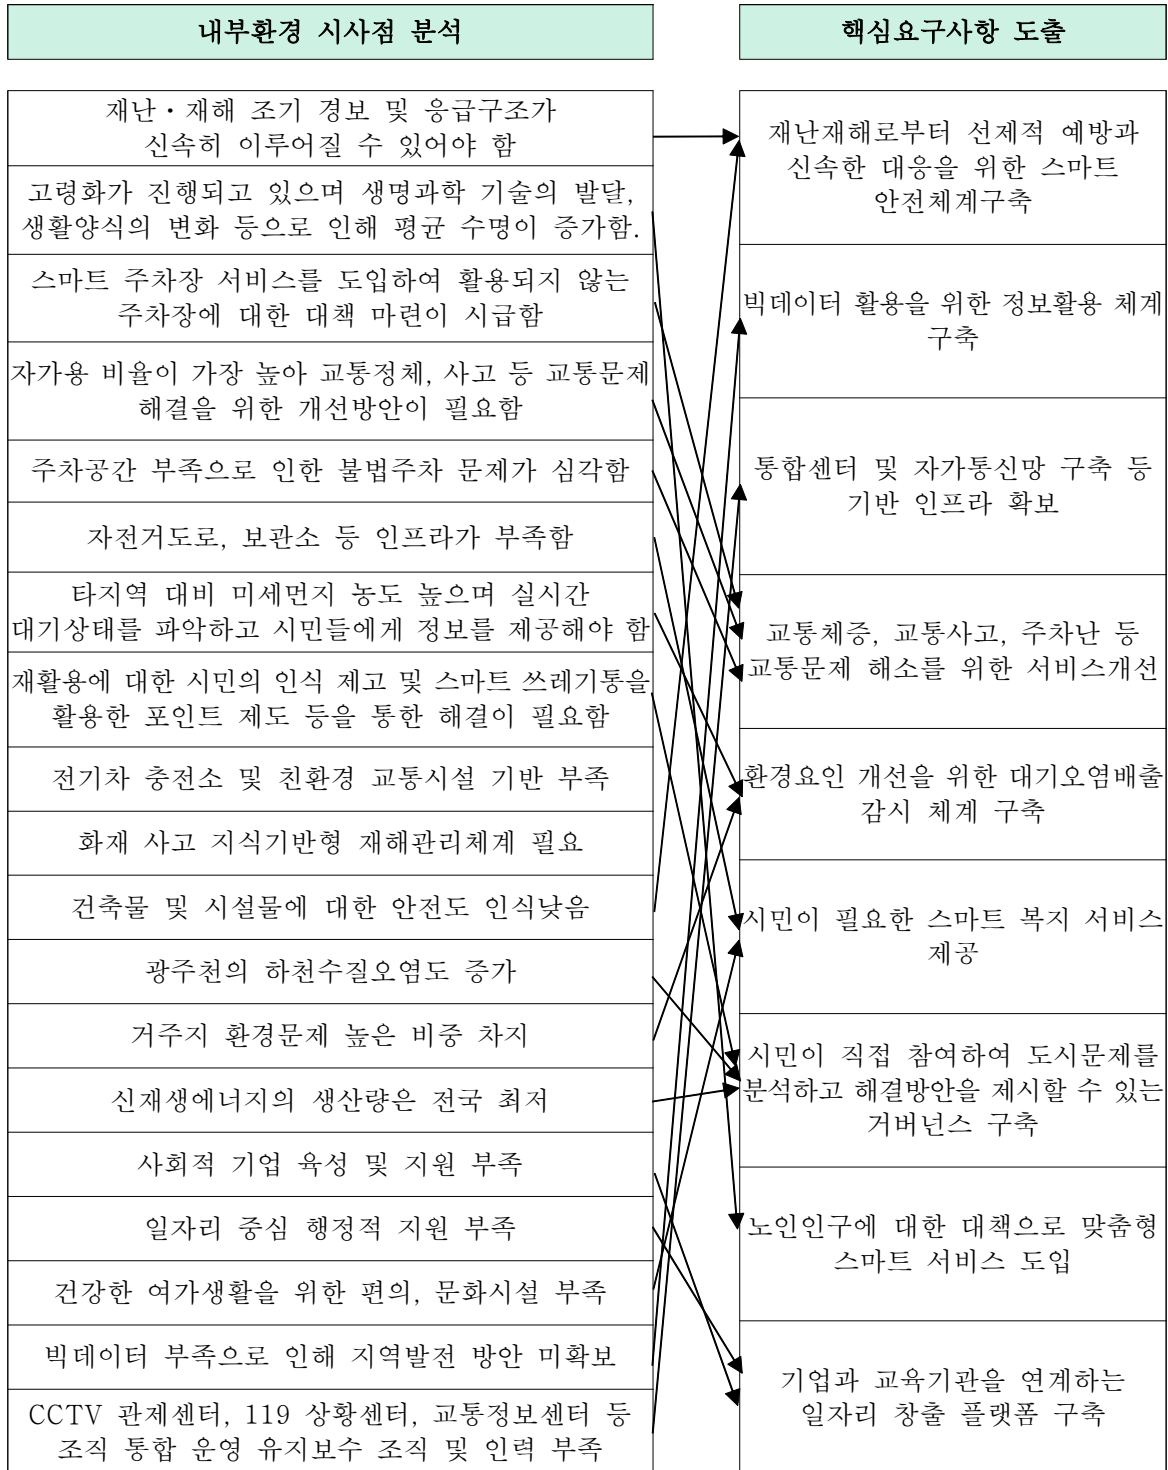 내부환경 시사점 분석
재난・재해 조기 경보 및 응급구조가
신속히 이루어질 수 있어야 함
고령화가 진행되고 있으며 생명과학 기술의 발달,
생활양식의 변화 등으로 인해 평균 수명이 증가함.
스마트 주차장 서비스를 도입하여 활용되지 않는
주차장에 대한 대책 마련이 시급함
자가용 비율이 가장 높아 교통정체, 사고 등 교통문제
해결을 위한 개선방안이 필요함
주차공간 부족으로 인한 불법주차 문제가 심각함
자전거도로, 보관소 등 인프라가 부족함
타지역 대비 미세먼지 농도 높으며 실시간
대기상태를 파악하고 시민들에게 정보를 제공해야 함
재활용에 대한 시민의 인식 제고 및 스마트 쓰레기통을
활용한 포인트 제도 등을 통한 해결이 필요함
전기차 충전소 및 친환경 교통시설 기반 부족
화재 사고 지식기반형 재해관리체계 필요
건축물 및 시설물에 대한 안전도 인식낮음
광주천의 하천수질오염도 증가
거주지 환경문제 높은 비중 차지
신재생에너지의 생산량은 전국 최저
사회적 기업 육성 및 지원 부족
일자리 중심 행정적 지원 부족
건강한 여가생활을 위한 편의, 문화시설 부족
빅데이터 부족으로 인해 지역발전 방안 미확보
CCTV 관제센터, 119 상황센터, 교통정보센터 등
조직 통합 운영 유지보수 조직 및 인력 부족
핵심요구사항 도출
재난재해로부터 선제적 예방과
신속한 대응을 위한 스마트
안전체계구축
빅데이터 활용을 위한 정보활용 체계
구축
통합센터 및 자가통신망 구축 등
기반 인프라 확보
교통체증, 교통사고, 주차난 등
교통문제 해소를 위한 서비스개선
환경요인 개선을 위한 대기오염배출
감시 체계 구축
시민이 필요한 스마트 복지 서비스
제공
시민이 직접 참여하여 도시문제를
분석하고 해결방안을 제시할 수 있는
거버넌스 구축
노인인구에 대한 대책으로 맞춤형
스마트 서비스 도입
기업과 교육기관을 연계하는
일자리 창출 플랫폼 구축